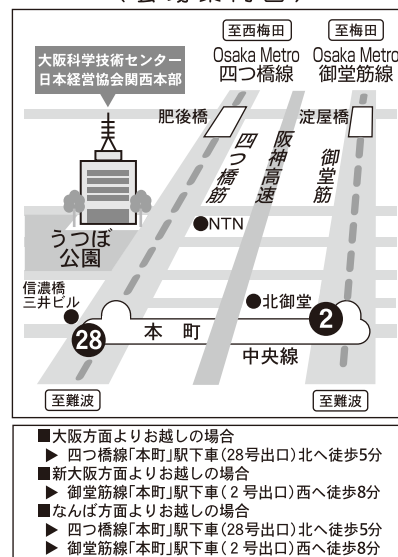 至西梅田
至梅田
Osaka Metro
四つ橋線
Osaka Metro
御堂筋線
大阪科学技術センター
日本経営協会関西本部
肥後橋
淀屋橋
四つ橋筋
阪神高速
御堂筋
●NTN
うつぼ
公園
信濃橋
三井ビル
●北御堂
28
本町
2
中央線
至難波
至難波
■大阪方面よりお越しの場合
▶ 四つ橋線「本町」駅下車(28号出口)北へ徒歩5分
■新大阪方面よりお越しの場合
▶ 御堂筋線「本町」駅下車(2号出口)西へ徒歩8分
■なんば方面よりお越しの場合
▶ 四つ橋線「本町」駅下車(28号出口)北へ徒歩5分
▶ 御堂筋線「本町」駅下車(2号出口)西へ徒歩8分